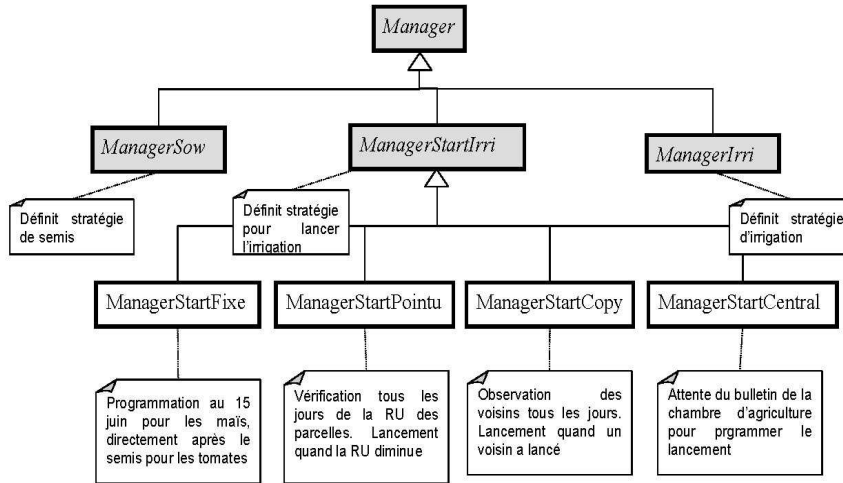 Manager
ManagerSow
ManagerStartIrri
ManagerIrri
Définit stratégie
de semis
Définit stratégie
pour lancer
l'irrigation
Définit stratégie
d'irrigation
ManagerStartFixe
ManagerStartPointu
ManagerStartCopy
ManagerStartCentral
Programmation au 15
juin pour les maïs,
directement après le
semis pour les tomates
Vérification tous les
jours de la RU des
parcelles. Lancement
quand la RU diminue
Observation des
voisins tous les jours.
Lancement quand un
voisin a lancé
Attente du bulletin de la
chambre d'agriculture
pour prgrammer le
lancement